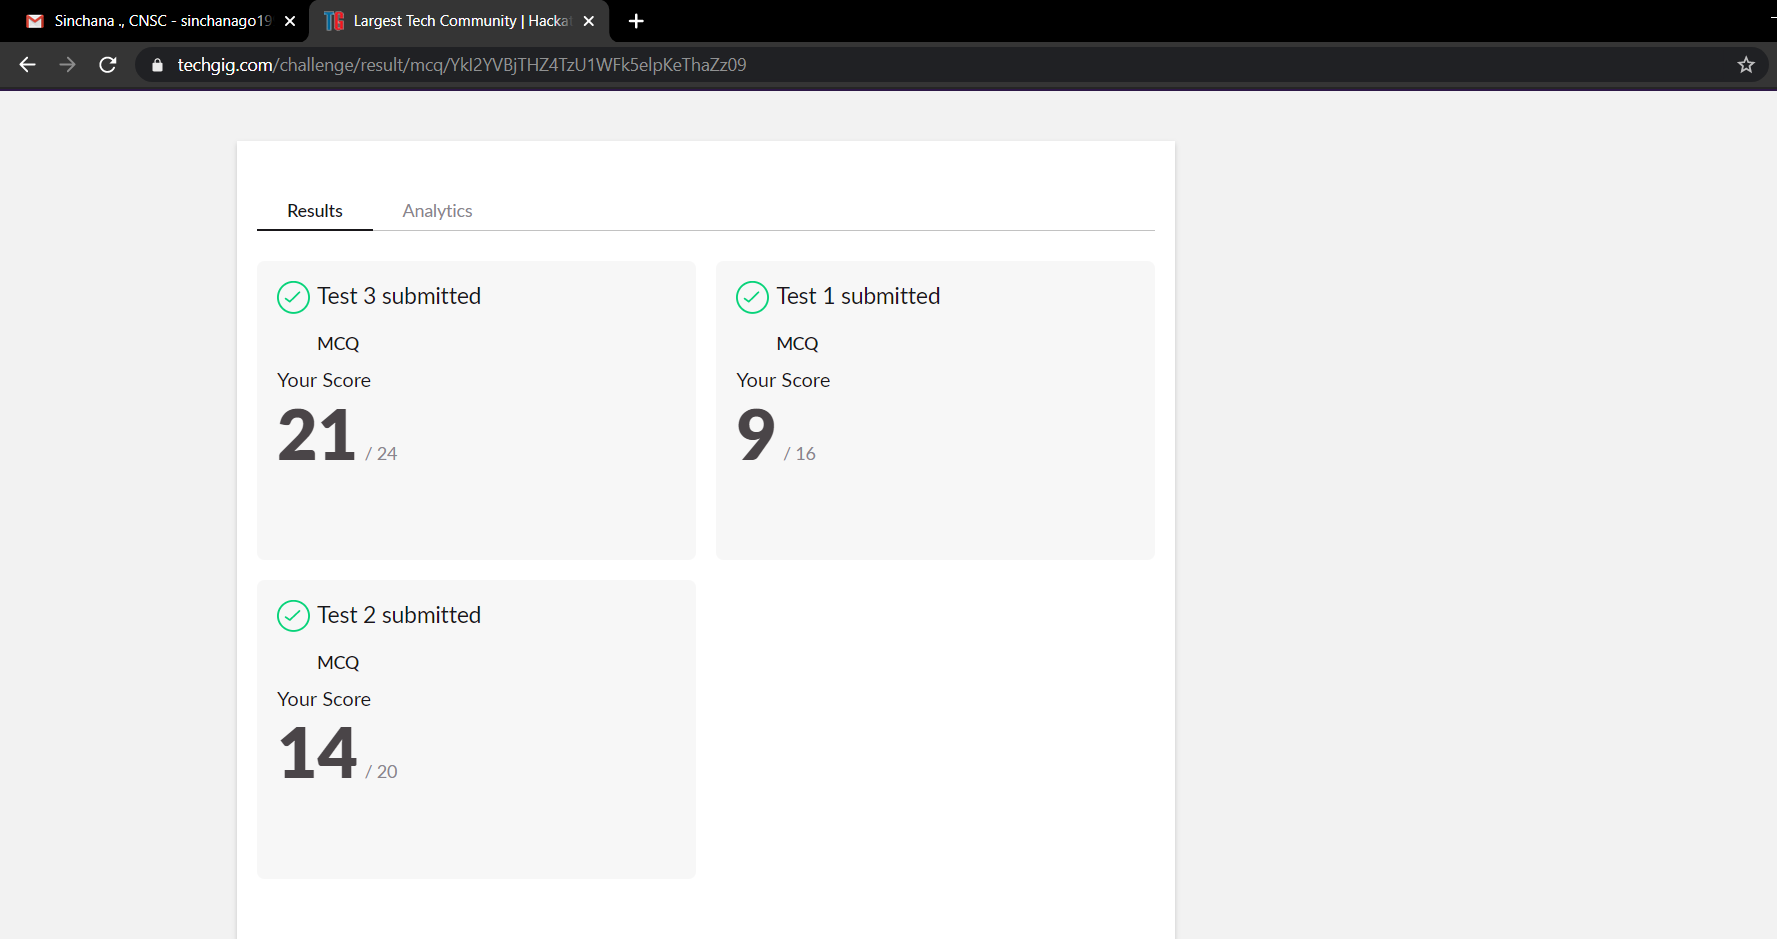 Sinchana ., CNSC - sinchanago19
Largest Tech Community | Hackat
techgig.com/challenge/result/mcq/YkI2YVBjTHZ4TzU1WFk5elpKeThaZz09
Results Analytics
Test 3 submitted
MCQ
Your Score
21 / 24
Test 1 submitted
MCQ
Your Score
9 / 16
Test 2 submitted
MCQ
Your Score
14 / 20